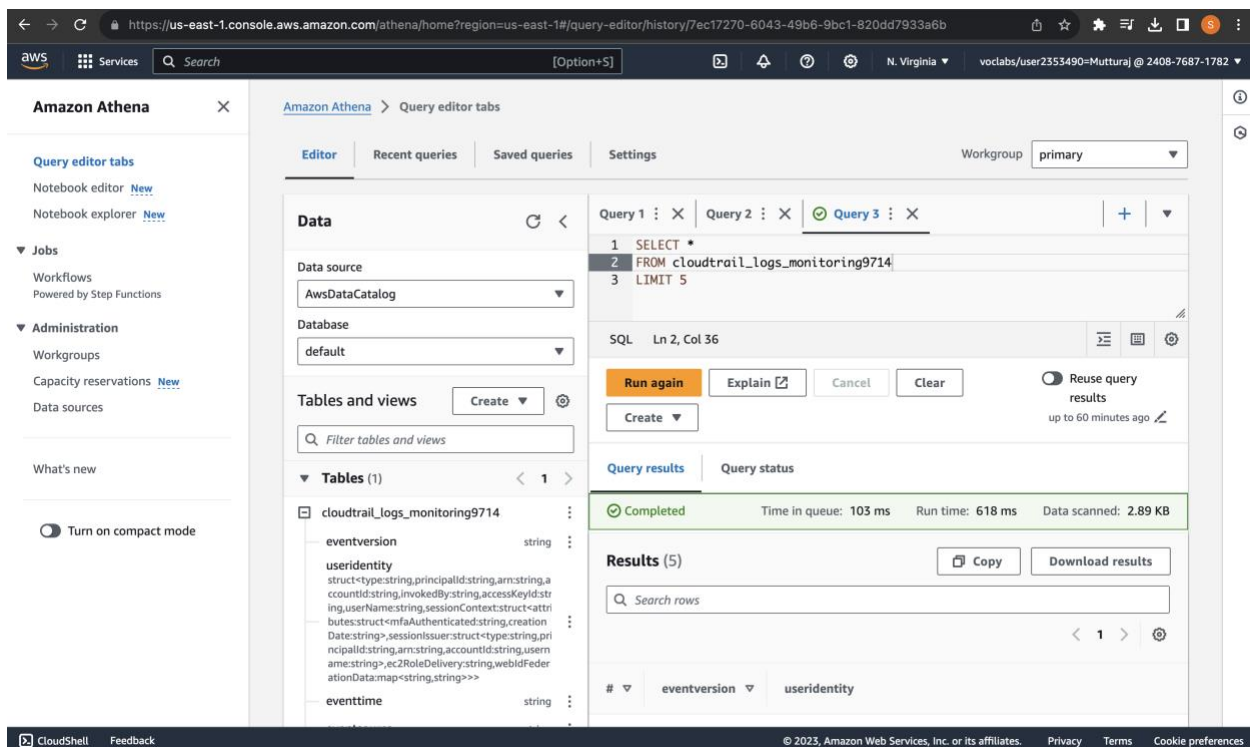 https://us-east-1.console.aws.amazon.com/athena/home?region=us-east-1#/query-editor/history/7ec17270-6043-49b6-9bc1-820dd7933a6b
S
aws
Services
Search
[Option+S]
N. Virginia
voclabs/user2353490=Mutturaj @ 2408-7687-1782
Amazon Athena
Query editor tabs
Notebook editor New
Notebook explorer New
Jobs
Workflows
Powered by Step Functions
Administration
Workgroups
Capacity reservations New
Data sources
What's new
Turn on compact mode
Amazon Athena > Query editor tabs
Editor
Recent queries
Saved queries
Settings
Workgroup
primary
Data
Data source
AwsDataCatalog
Database
default
Tables and views
Create
Filter tables and views
Tables (1)
< 1 >
cloudtrail_logs_monitoring9714
eventversion string
useridentity
struct<type:string,principalId:string,arn:string,a
ccountId:string,invokedBy:string,accessKeyId:str
ing,userName:string,sessionContext:struct<attri
butes:struct<mfaAuthenticated:string,creation
Date:string>,sessionIssuer:struct<type:string,pri
ncipalId:string,arn:string,accountId:string,usern
ame:string>,ec2RoleDelivery:string,webIdFeder
ationData:map<string,string>>>
eventtime string
Query 1
Query 2
Query 3
1 SELECT *
2 FROM cloudtrail_logs_monitoring9714
3 LIMIT 5
SQL Ln 2, Col 36
Run again
Explain
Cancel
Clear
Create
Reuse query
results
up to 60 minutes ago
Query results
Query status
Completed
Time in queue: 103 ms
Run time: 618 ms
Data scanned: 2.89 KB
Results (5)
Copy
Download results
Search rows
< 1 >
# eventversion useridentity
CloudShell
Feedback
© 2023, Amazon Web Services, Inc. or its affiliates.
Privacy
Terms
Cookie preferences